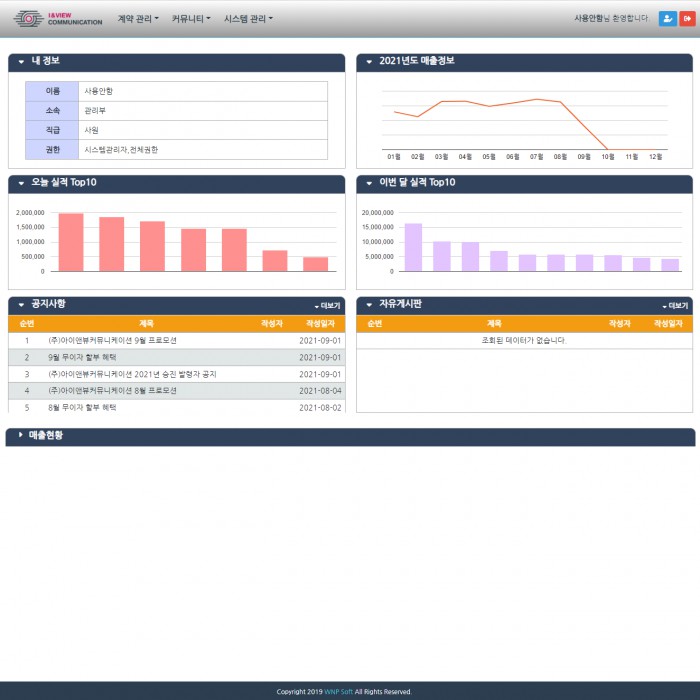 I&VIEW
COMMUNICATION
계약 관리 커뮤니티 시스템 관리
사용안함님 환영합니다.
내 정보
이름 사용안함
소속 관리부
직급 사원
권한 시스템관리자,전체권한
2021년도 매출정보
01월 02월 03월 04월 05월 06월 07월 08월 09월 10월 11월 12월
오늘 실적 Top10
2,000,000
1,500,000
1,000,000
500,000
0
이번 달 실적 Top10
20,000,000
15,000,000
10,000,000
5,000,000
0
공지사항 더보기
순번 제목 작성자 작성일자
1 (주)아이앤뷰커뮤니케이션 9월 프로모션 2021-09-01
2 9월 무이자 할부 혜택 2021-09-01
3 (주)아이앤뷰커뮤니케이션 2021년 승진 발령자 공지 2021-09-01
4 (주)아이앤뷰커뮤니케이션 8월 프로모션 2021-08-04
5 8월 무이자 할부 혜택 2021-08-02
자유게시판 더보기
순번 제목 작성자 작성일자
조회된 데이터가 없습니다.
매출현황
Copyright 2019 WNP Soft All Rights Reserved.